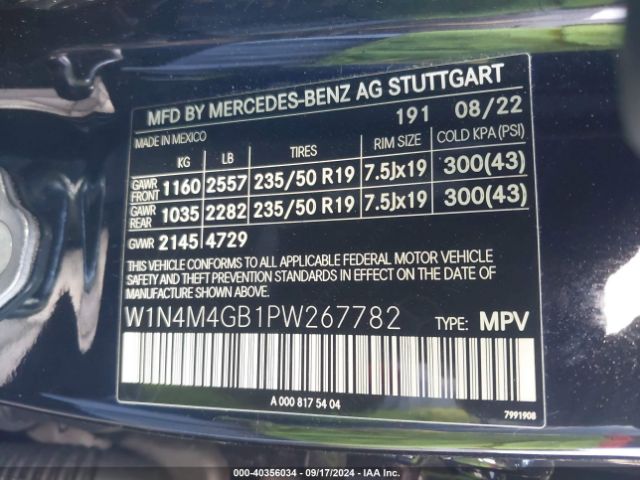 MFD BY MERCEDES-BENZ AG STUTTGART
191 08/22
MADE IN MEXICO
KG LB TIRES RIM SIZE COLD KPA (PSI)
GAWR FRONT 1160 2557 235/50 R19 7.5Jx19 300(43)
GAWR REAR 1035 2282 235/50 R19 7.5Jx19 300(43)
GVWR 2145 4729
THIS VEHICLE CONFORMS TO ALL APPLICABLE FEDERAL MOTOR VEHICLE
SAFETY AND THEFT PREVENTION STANDARDS IN EFFECT ON THE DATE OF
MANUFACTURE SHOWN ABOVE.
W1N4M4GB1PW267782 TYPE: MPV
A 000 817 54 04
7991908
000-40356034 - 09/17/2024 - IAA Inc.